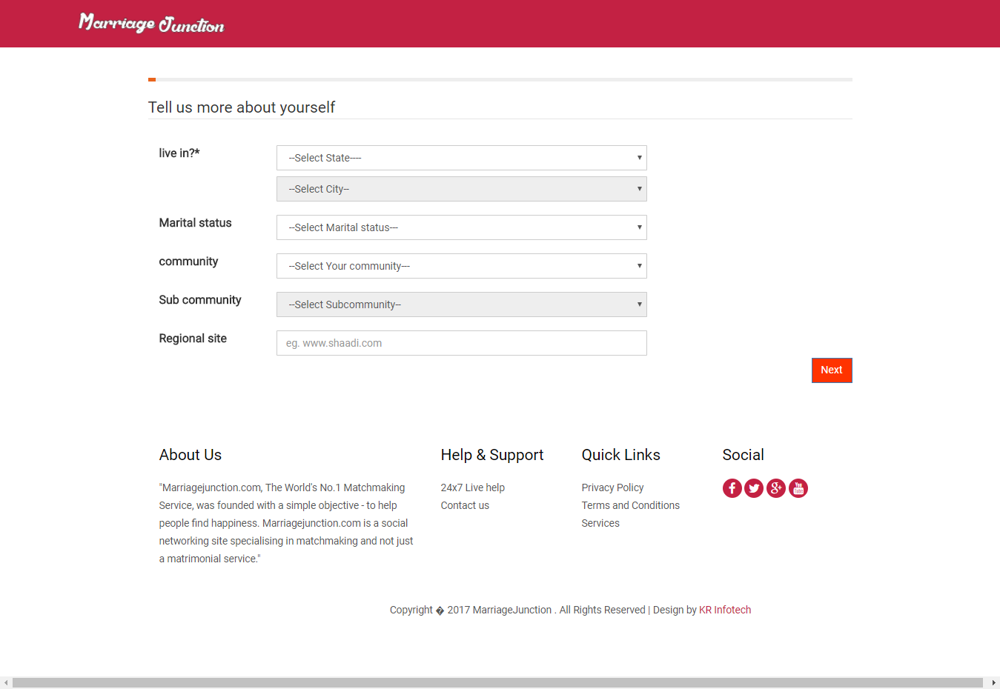 Marriage Junction
Tell us more about yourself
live in?*
--Select State----
--Select City--
Marital status
--Select Marital status---
community
--Select Your community---
Sub community
--Select Subcommunity--
Regional site
eg. www.shaadi.com
Next
About Us
"Marriagejunction.com, The World's No.1 Matchmaking
Service, was founded with a simple objective - to help
people find happiness. Marriagejunction.com is a social
networking site specialising in matchmaking and not just
a matrimonial service."
Help & Support
24x7 Live help
Contact us
Quick Links
Privacy Policy
Terms and Conditions
Services
Social
Copyright � 2017 MarriageJunction . All Rights Reserved | Design by KR Infotech